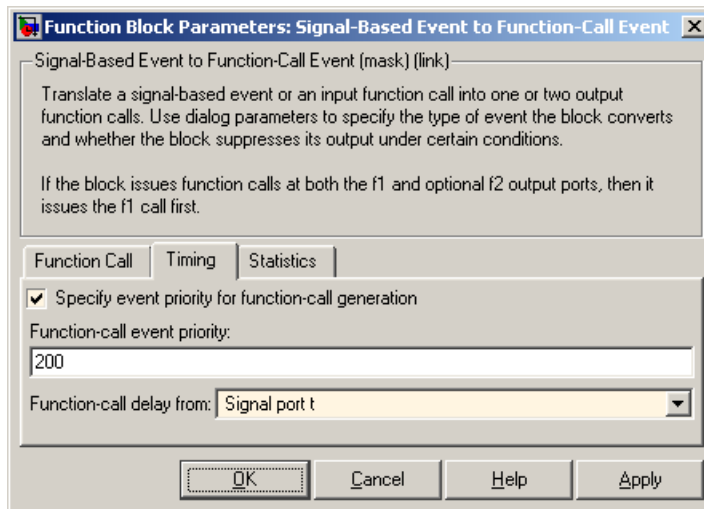 Function Block Parameters: Signal-Based Event to Function-Call Event
Signal-Based Event to Function-Call Event (mask) (link)
Translate a signal-based event or an input function call into one or two output
function calls. Use dialog parameters to specify the type of event the block converts
and whether the block suppresses its output under certain conditions.
If the block issues function calls at both the f1 and optional f2 output ports, then it
issues the f1 call first.
Function Call Timing Statistics
Specify event priority for function-call generation
Function-call event priority:
200
Function-call delay from: Signal port t
OK Cancel Help Apply